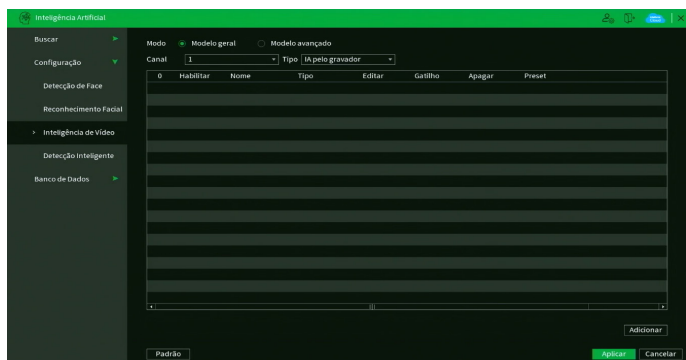 Inteligência Artificial
Buscar
Configuração
Detecção de Face
Reconhecimento Facial
Inteligência de Vídeo
Detecção Inteligente
Banco de Dados
Modo Modelo geral Modelo avançado
Canal 1 Tipo IA pelo gravador
0 Habilitar Nome Tipo Editar Gatilho Apagar Preset
Adicionar
Padrão Aplicar Cancelar